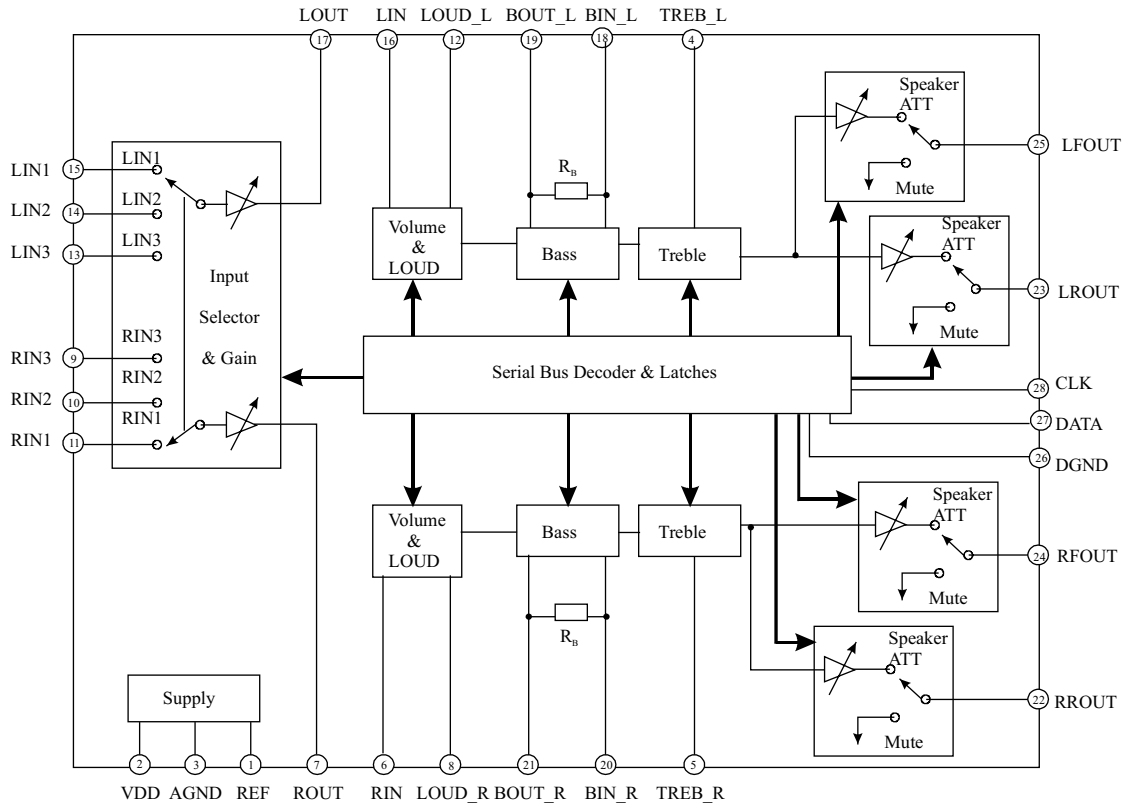 LOUT LIN LOUD_L BOUT_L BIN_L TREB_L
17 16 12 19 18 4
Speaker
ATT
Mute
25 LFOUT
LIN1 15 LIN1
LIN2 14 LIN2
LIN3 13 LIN3
Input
Selector
& Gain
RIN3 9 RIN3
RIN2 10 RIN2
RIN1 11 RIN1
Volume
&
LOUD
RB
Bass
Treble
Speaker
ATT
Mute
23 LROUT
Serial Bus Decoder & Latches
28 CLK
27 DATA
26 DGND
Volume
&
LOUD
Bass
RB
Treble
Speaker
ATT
Mute
24 RFOUT
Speaker
ATT
Mute
22 RROUT
Supply
2 3 1 7 6 8 21 20 5
VDD AGND REF ROUT RIN LOUD_R BOUT_R BIN_R TREB_R